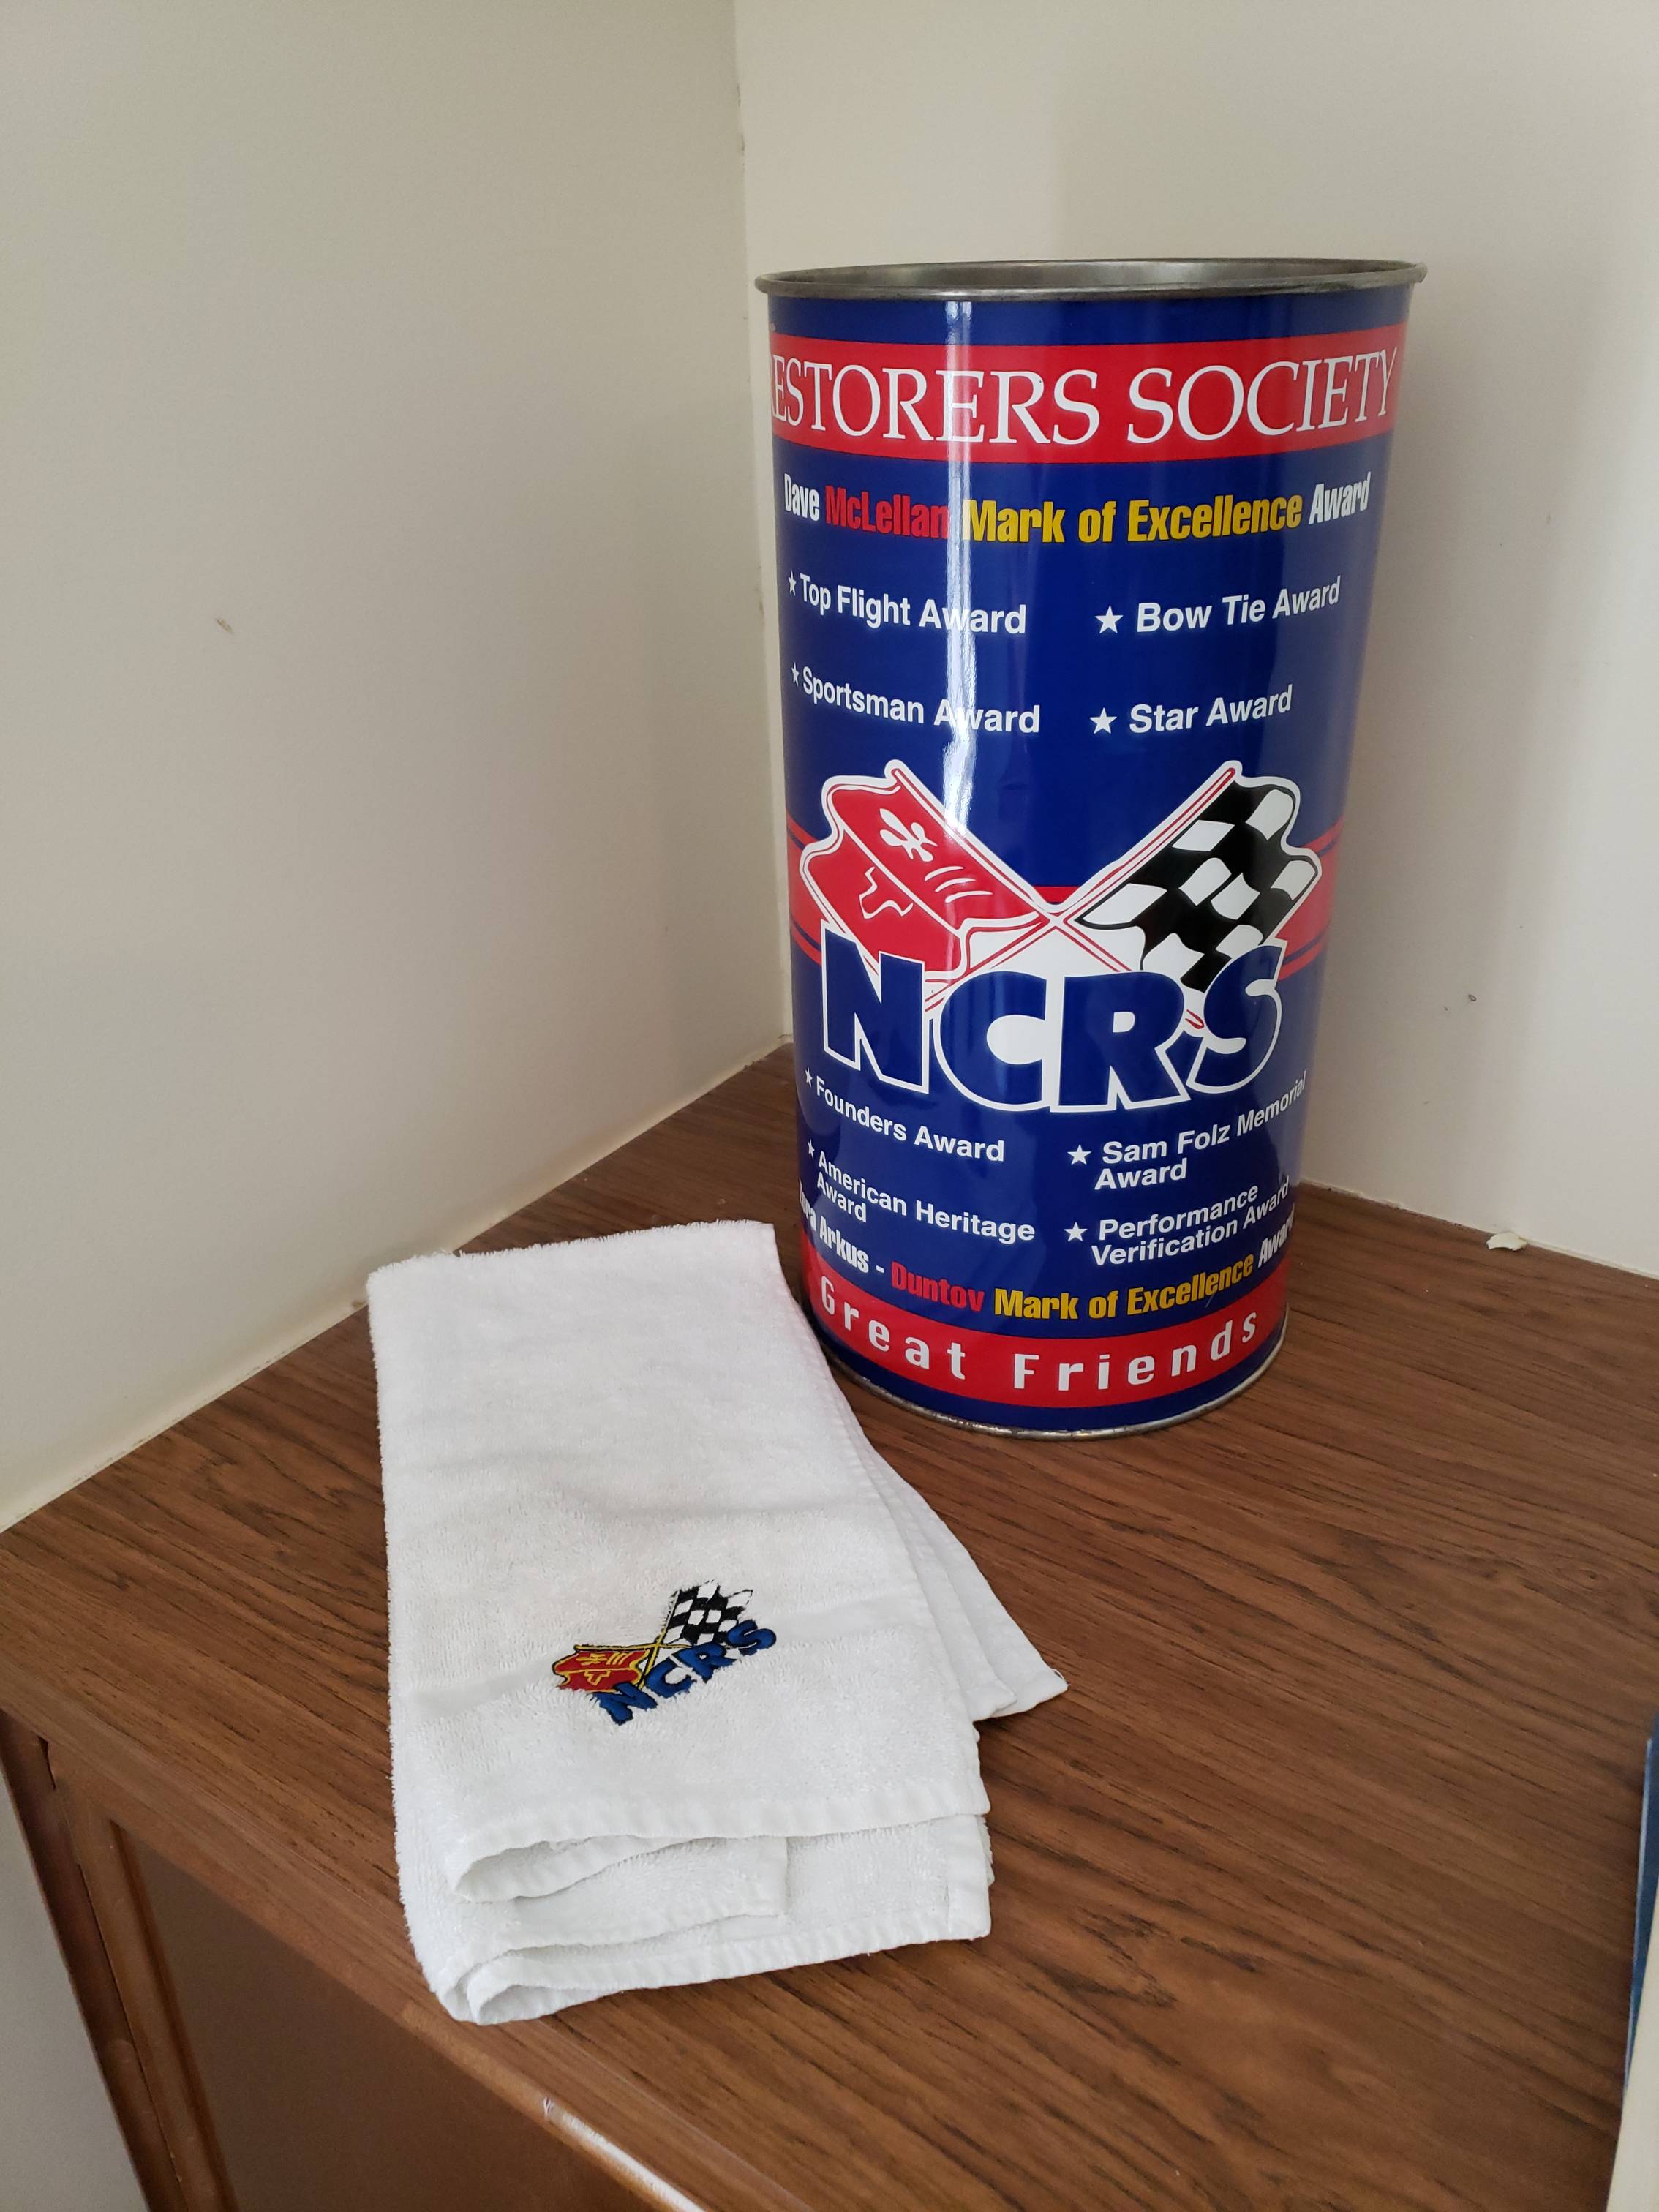 ESTORERS SOCIETY
Dave McLellan Mark of Excellence Award
★ Top Flight Award
★ Bow Tie Award
★ Sportsman Award
★ Star Award
NCRS
★ Founders Award
★ Sam Folz Memorial
Award
★ American Heritage
Award
★ Performance
Verification Award
Arkus - Duntov Mark of Excellence Award
Great Friends
NCRS